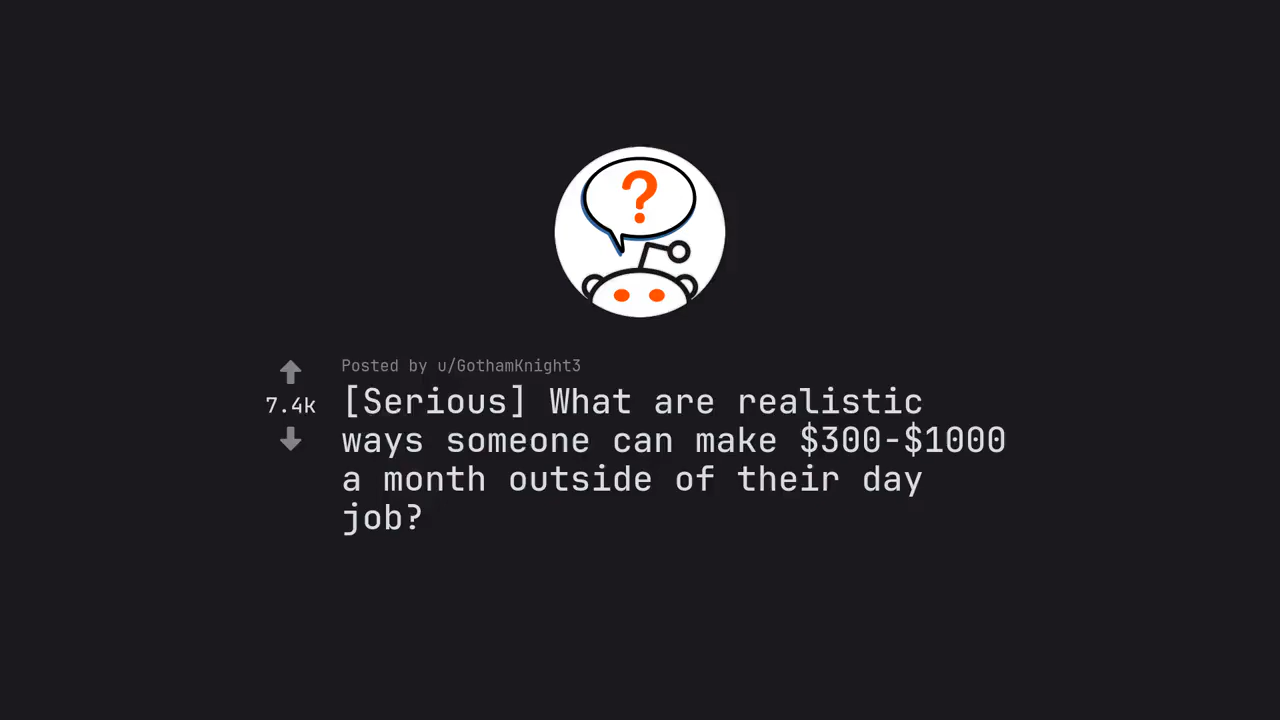 ?
Posted by u/GothamKnight3
7.4k
[Serious] What are realistic
ways someone can make $300-$1000
a month outside of their day
job?